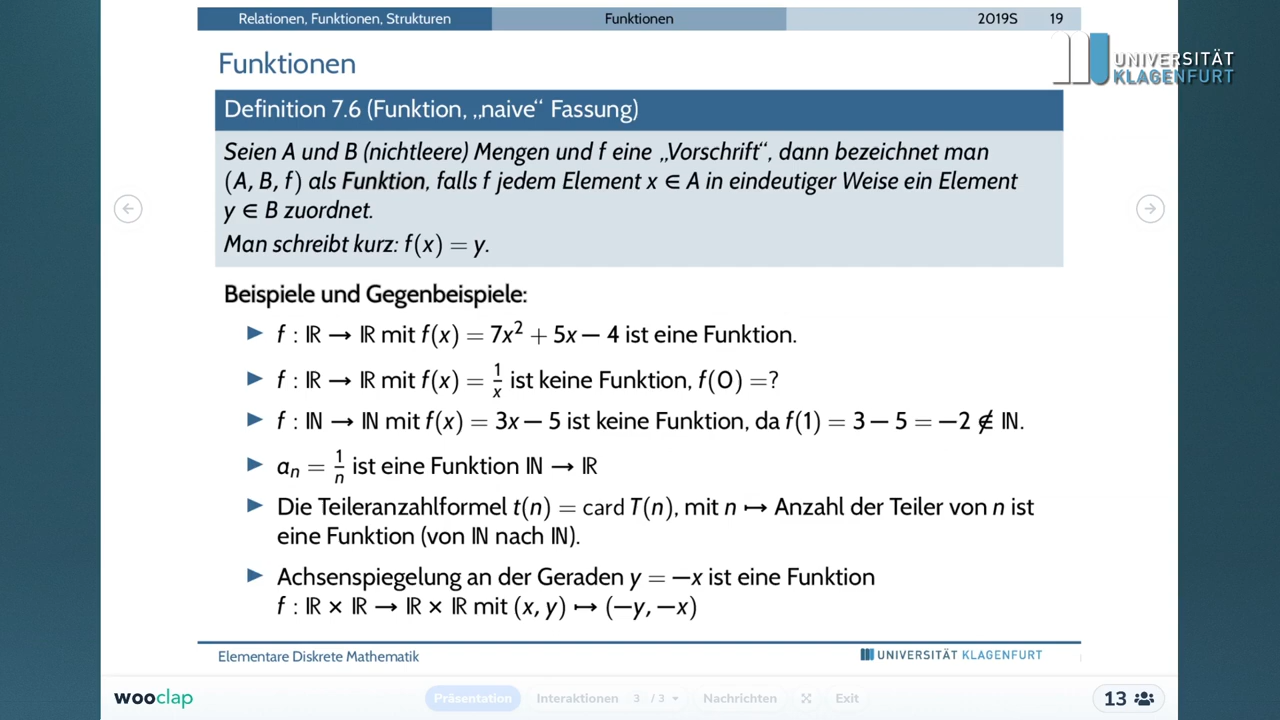 Relationen, Funktionen, Strukturen Funktionen 2019S 19
UNIVERSITÄT
KLAGENFURT
Funktionen
Definition 7.6 (Funktion, „naive“ Fassung)
Seien A und B (nichtleere) Mengen und f eine „Vorschrift“, dann bezeichnet man
(A, B, f) als Funktion, falls f jedem Element x ∈ A in eindeutiger Weise ein Element
y ∈ B zuordnet.
Man schreibt kurz: f(x) = y.
Beispiele und Gegenbeispiele:
f : ℝ → ℝ mit f(x) = 7x² + 5x − 4 ist eine Funktion.
f : ℝ → ℝ mit f(x) = 1/x ist keine Funktion, f(0) =?
f : ℕ → ℕ mit f(x) = 3x − 5 ist keine Funktion, da f(1) = 3 − 5 = −2 ∉ ℕ.
aₙ = 1/n ist eine Funktion ℕ → ℝ
Die Teileranzahlformel t(n) = card T(n), mit n ↦ Anzahl der Teiler von n ist
eine Funktion (von ℕ nach ℕ).
Achsenspiegelung an der Geraden y = −x ist eine Funktion
f : ℝ × ℝ → ℝ × ℝ mit (x, y) ↦ (−y, −x)
Elementare Diskrete Mathematik UNIVERSITÄT KLAGENFURT
wooclap Präsentation Interaktionen 3 / 3 Nachrichten Exit 13